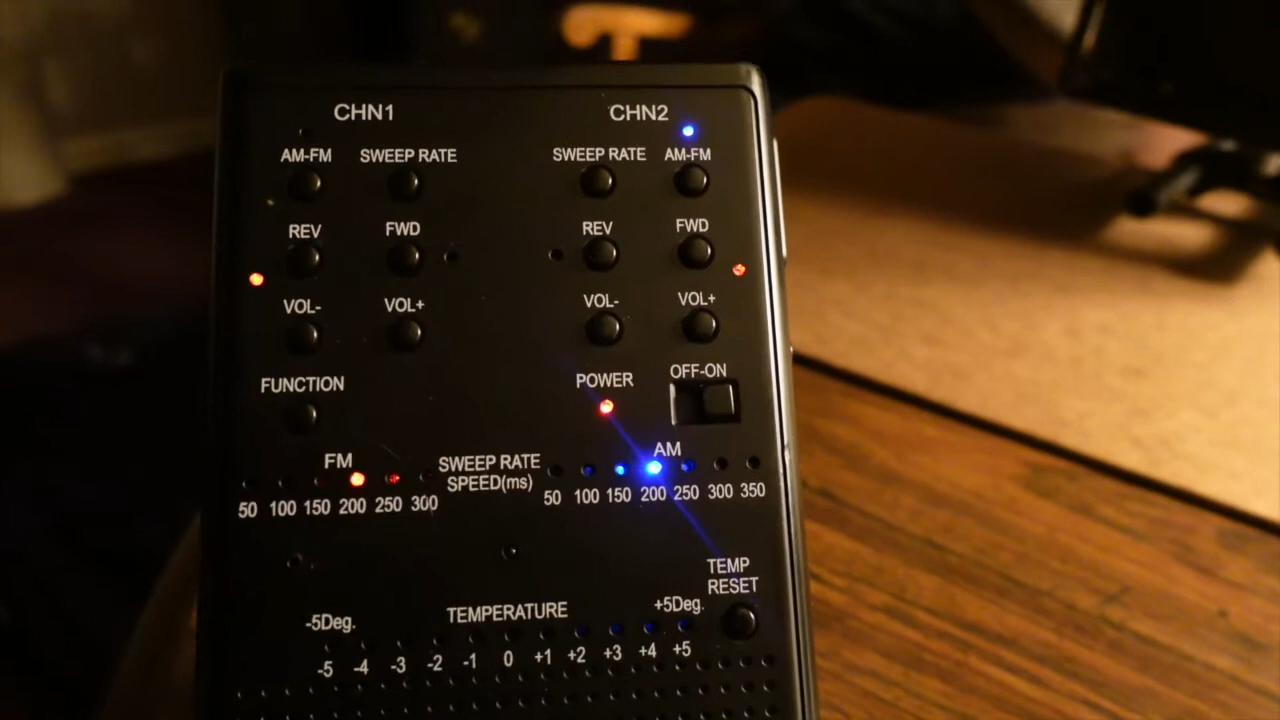 CHN1 CHN2
AM-FM SWEEP RATE SWEEP RATE AM-FM
REV FWD REV FWD
VOL- VOL+ VOL- VOL+
FUNCTION POWER OFF-ON
FM SWEEP RATE SPEED(ms) AM
50 100 150 200 250 300 50 100 150 200 250 300 350
TEMP RESET
-5Deg. TEMPERATURE +5Deg.
-5 -4 -3 -2 -1 0 +1 +2 +3 +4 +5